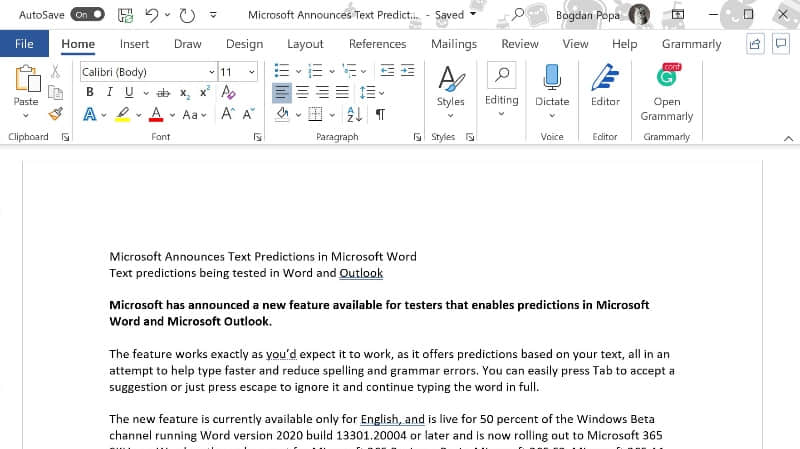 AutoSave On Microsoft Announces Text Predict... - Saved Bogdan Popa
File Home Insert Draw Design Layout References Mailings Review View Help Grammarly
Calibri (Body) 11
B I U ab x₂ x² A
A A Aa A A
Paste Styles Editing Dictate Editor Open Grammarly
Clipboard Font Paragraph Styles Voice Editor Grammarly
Microsoft Announces Text Predictions in Microsoft Word
Text predictions being tested in Word and Outlook
Microsoft has announced a new feature available for testers that enables predictions in Microsoft
Word and Microsoft Outlook.
The feature works exactly as you'd expect it to work, as it offers predictions based on your text, all in an
attempt to help type faster and reduce spelling and grammar errors. You can easily press Tab to accept a
suggestion or just press escape to ignore it and continue typing the word in full.
The new feature is currently available only for English, and is live for 50 percent of the Windows Beta
channel running Word version 2020 build 13301.20004 or later and is now rolling out to Microsoft 365